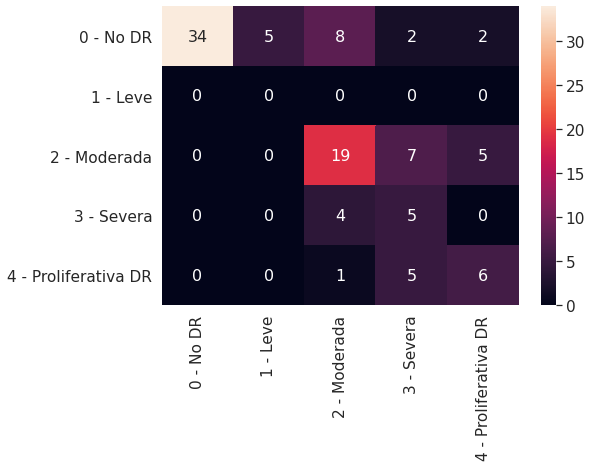 0 - No DR 34 5 8 2 2
1 - Leve 0 0 0 0 0
2 - Moderada 0 0 19 7 5
3 - Severa 0 0 4 5 0
4 - Proliferativa DR 0 0 1 5 6
0 - No DR
1 - Leve
2 - Moderada
3 - Severa
4 - Proliferativa DR
30
25
20
15
10
5
0